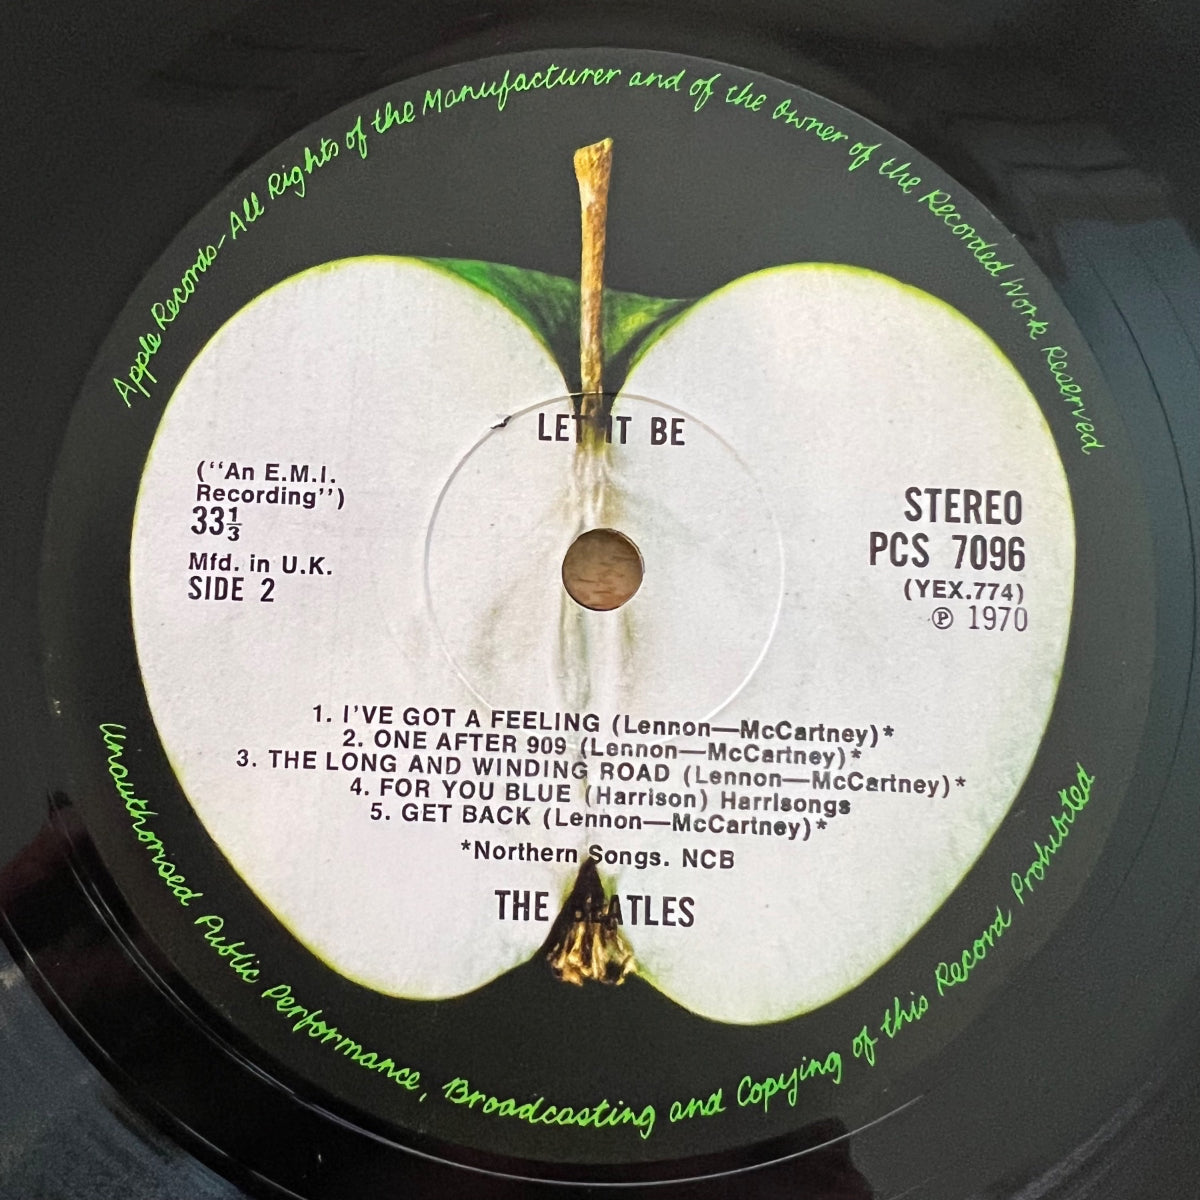 Apple Records-All Rights of the Manufacturer and of the Owner of the Recorded Work Reserved
LET IT BE
(“An E.M.I.
Recording”)
33⅓
Mfd. in U.K.
SIDE 2
STEREO
PCS 7096
(YEX.774)
℗ 1970
1. I’VE GOT A FEELING (Lennon—McCartney)*
2. ONE AFTER 909 (Lennon—McCartney)*
3. THE LONG AND WINDING ROAD (Lennon—McCartney)*
4. FOR YOU BLUE (Harrison) Harrisongs
5. GET BACK (Lennon—McCartney)*
*Northern Songs. NCB
THE BEATLES
Unauthorised Public Performance, Broadcasting and Copying of this Record Prohibited